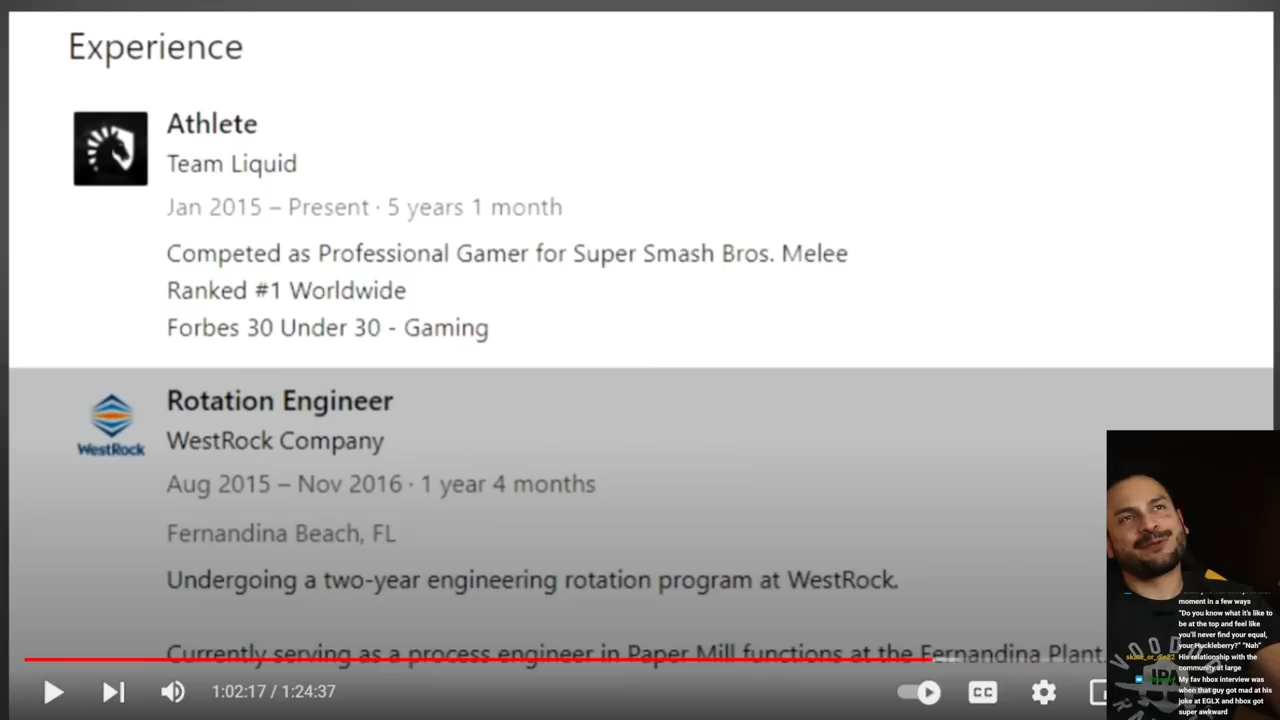 Experience
Athlete
Team Liquid
Jan 2015 – Present · 5 years 1 month
Competed as Professional Gamer for Super Smash Bros. Melee
Ranked #1 Worldwide
Forbes 30 Under 30 - Gaming
Rotation Engineer
WestRock
WestRock Company
Aug 2015 – Nov 2016 · 1 year 4 months
Fernandina Beach, FL
Undergoing a two-year engineering rotation program at WestRock.
Currently serving as a process engineer in Paper Mill functions at the Fernandina Plant.
1:02:17 / 1:24:37
CC
moment in a few ways
"Do you know what it's like to
be at the top and feel like
you'll never find your equal,
your Huckleberry?" "Nah"
skate_or_die82 His relationship with the
community at large
My fav hbox interview was
when that guy got mad at his
joke at EGLX and hbox got
super awkward